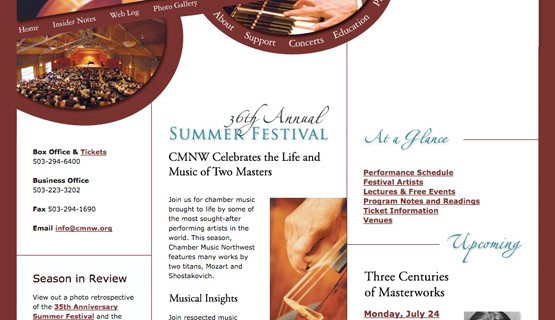 Home
Insider Notes
Web Log
Photo Gallery
About
Support
Concerts
Education
Box Office & Tickets
503-294-6400
Business Office
503-223-3202
Fax 503-294-1690
Email info@cmnw.org
Season in Review
View out a photo retrospective
of the 35th Anniversary
Summer Festival and the
36th Annual
SUMMER FESTIVAL
CMNW Celebrates the Life and
Music of Two Masters
Join us for chamber music
brought to life by some of
the most sought-after
performing artists in the
world. This season,
Chamber Music Northwest
features many works by
two titans, Mozart and
Shostakovich.
Musical Insights
Join respected music
At a Glance
Performance Schedule
Festival Artists
Lectures & Free Events
Program Notes and Readings
Ticket Information
Venues
Upcoming
Three Centuries
of Masterworks
Monday, July 24